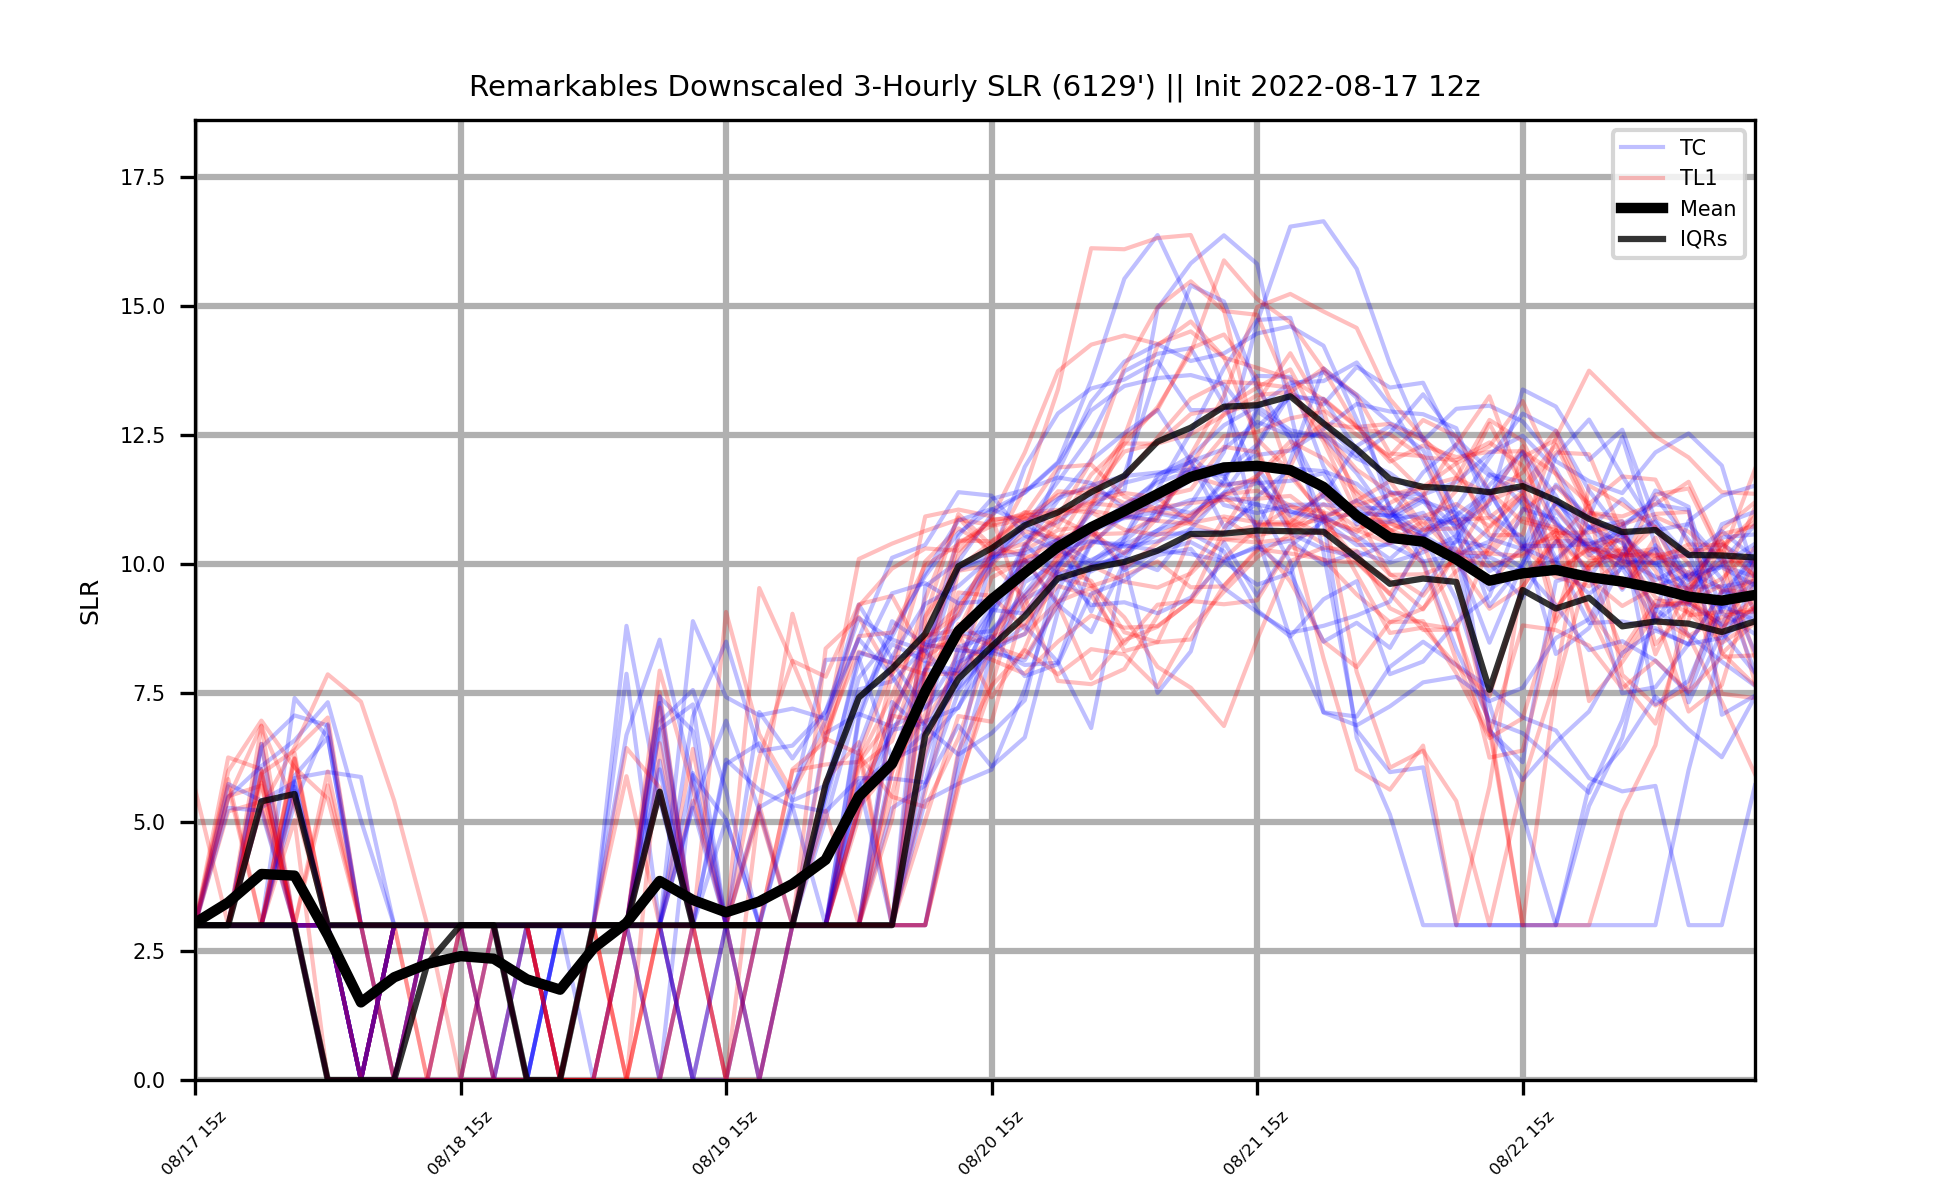 Remarkables Downscaled 3-Hourly SLR (6129') || Init 2022-08-17 12z
TC
TL1
Mean
IQRs
17.5
15.0
12.5
10.0
7.5
5.0
2.5
0.0
SLR
08/17 15z
08/18 15z
08/19 15z
08/20 15z
08/21 15z
08/22 15z